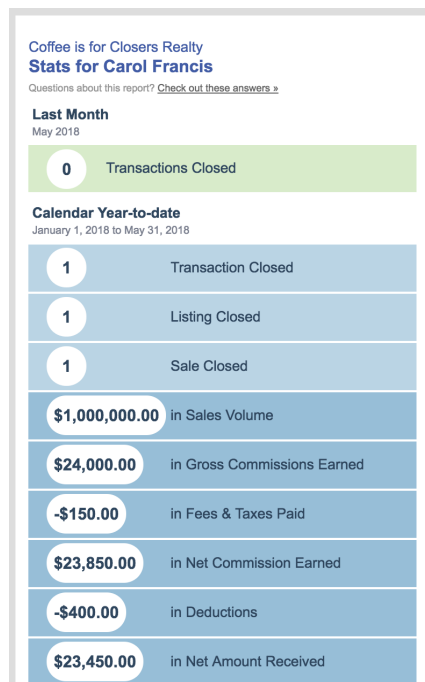 Coffee is for Closers Realty
Stats for Carol Francis
Questions about this report? Check out these answers »
Last Month
May 2018
0 Transactions Closed
Calendar Year-to-date
January 1, 2018 to May 31, 2018
1 Transaction Closed
1 Listing Closed
1 Sale Closed
$1,000,000.00 in Sales Volume
$24,000.00 in Gross Commissions Earned
-$150.00 in Fees & Taxes Paid
$23,850.00 in Net Commission Earned
-$400.00 in Deductions
$23,450.00 in Net Amount Received